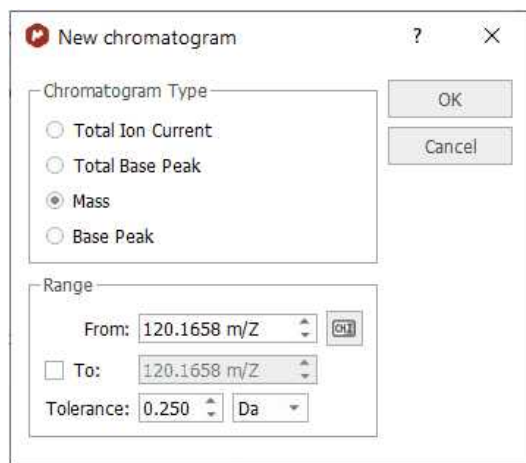 New chromatogram
?
Chromatogram Type
OK
Total Ion Current
Cancel
Total Base Peak
Mass
Base Peak
Range
From: 120.1658 m/Z
To: 120.1658 m/Z
Tolerance: 0.250 Da